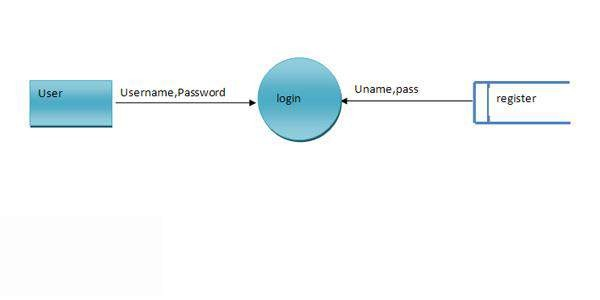 User
Username,Password
login
Uname,pass
register